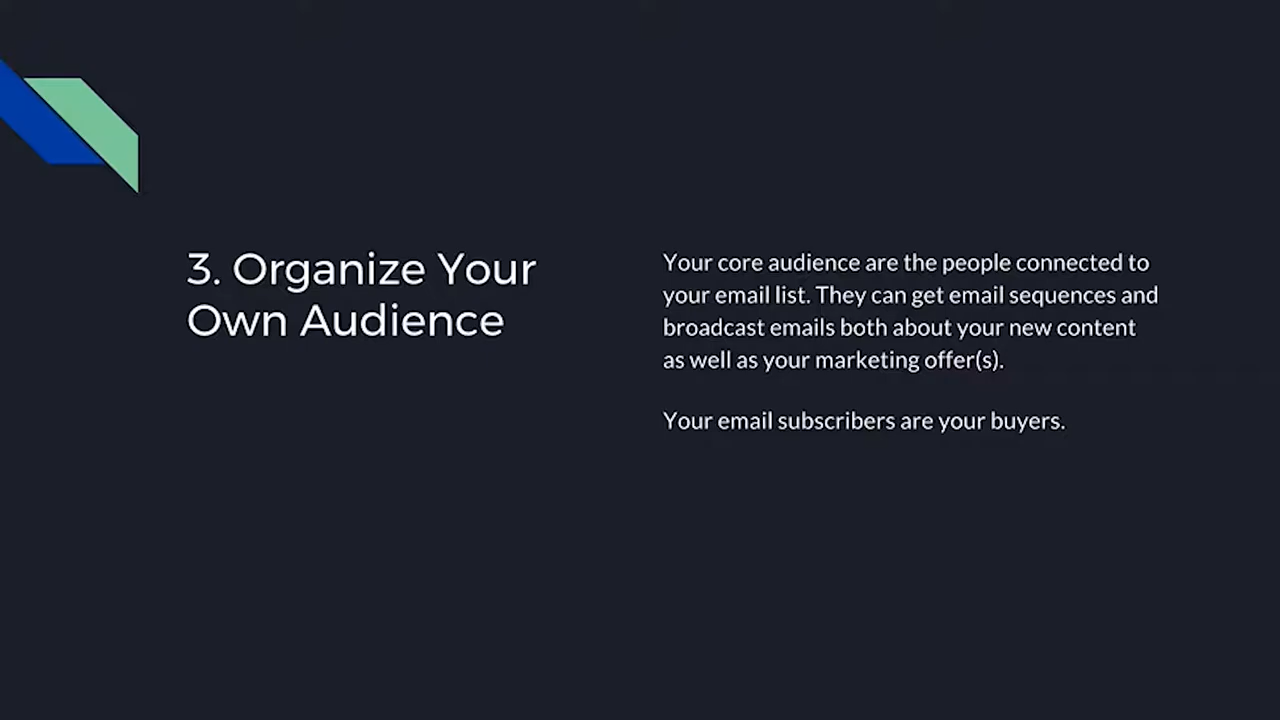 3. Organize Your
Own Audience
Your core audience are the people connected to
your email list. They can get email sequences and
broadcast emails both about your new content
as well as your marketing offer(s).
Your email subscribers are your buyers.